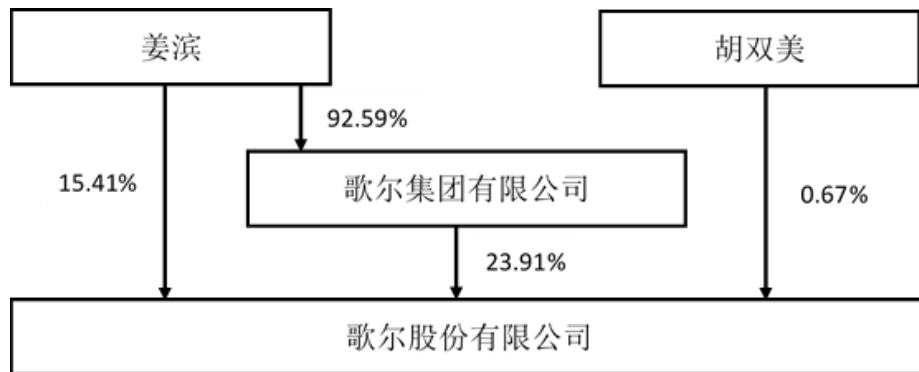 姜滨
胡双美
92.59%
15.41%
歌尔集团有限公司
0.67%
23.91%
歌尔股份有限公司